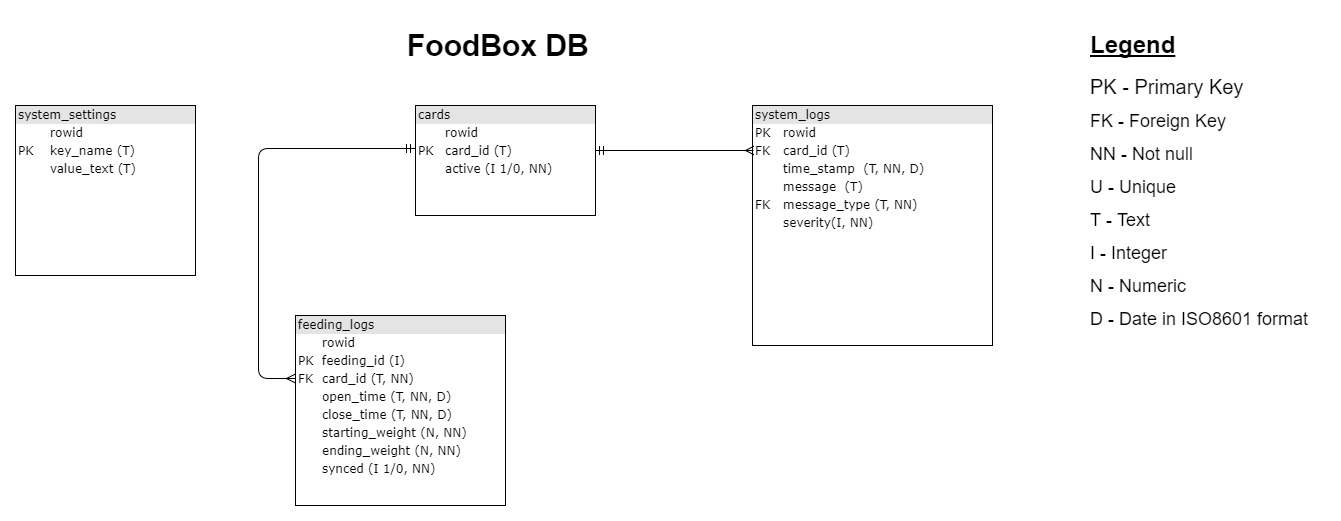 FoodBox DB
system_settings
rowid
PK key_name (T)
value_text (T)
cards
rowid
PK card_id (T)
active (I 1/0, NN)
system_logs
PK rowid
FK card_id (T)
time_stamp (T, NN, D)
message (T)
FK message_type (T, NN)
severity(I, NN)
feeding_logs
rowid
PK feeding_id (I)
FK card_id (T, NN)
open_time (T, NN, D)
close_time (T, NN, D)
starting_weight (N, NN)
ending_weight (N, NN)
synced (I 1/0, NN)
Legend
PK - Primary Key
FK - Foreign Key
NN - Not null
U - Unique
T - Text
I - Integer
N - Numeric
D - Date in ISO8601 format